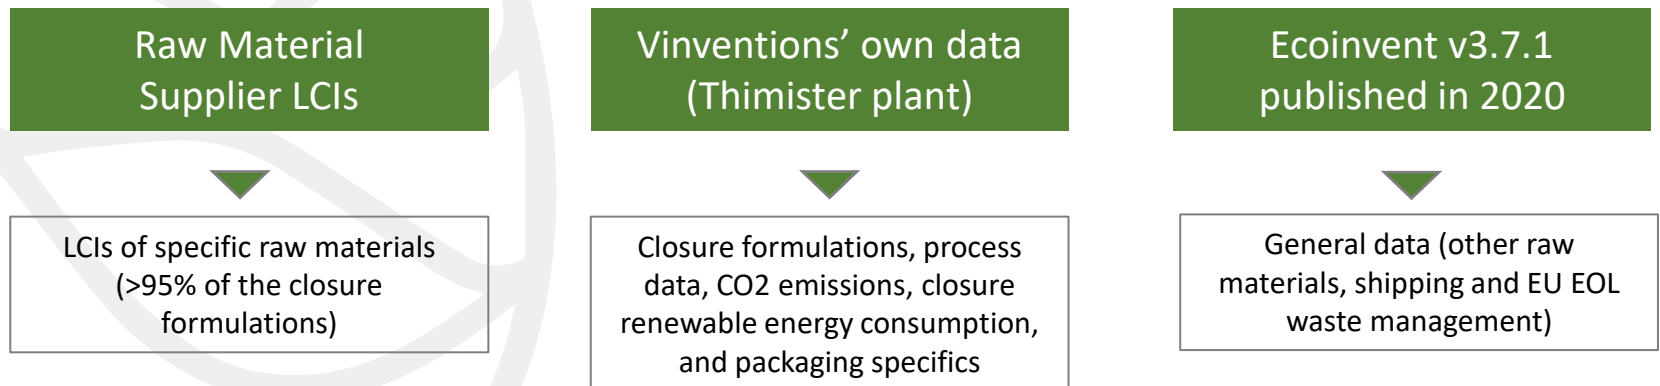 Raw Material
Supplier LCIs
LCIs of specific raw materials
(>95% of the closure
formulations)
Vinventions’ own data
(Thimister plant)
Closure formulations, process
data, CO2 emissions, closure
renewable energy consumption,
and packaging specifics
Ecoinvent v3.7.1
published in 2020
General data (other raw
materials, shipping and EU EOL
waste management)